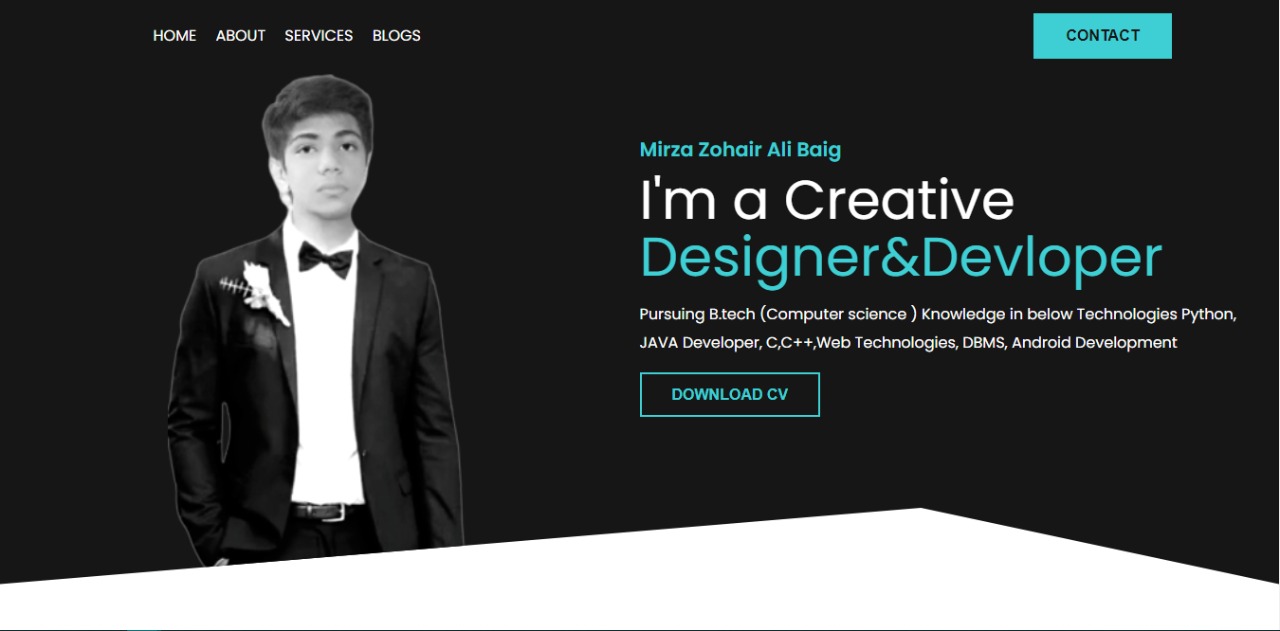 HOME ABOUT SERVICES BLOGS CONTACT
Mirza Zohair Ali Baig
I'm a Creative
Designer&Devloper
Pursuing B.tech (Computer science ) Knowledge in below Technologies Python,
JAVA Developer, C,C++,Web Technologies, DBMS, Android Development
DOWNLOAD CV